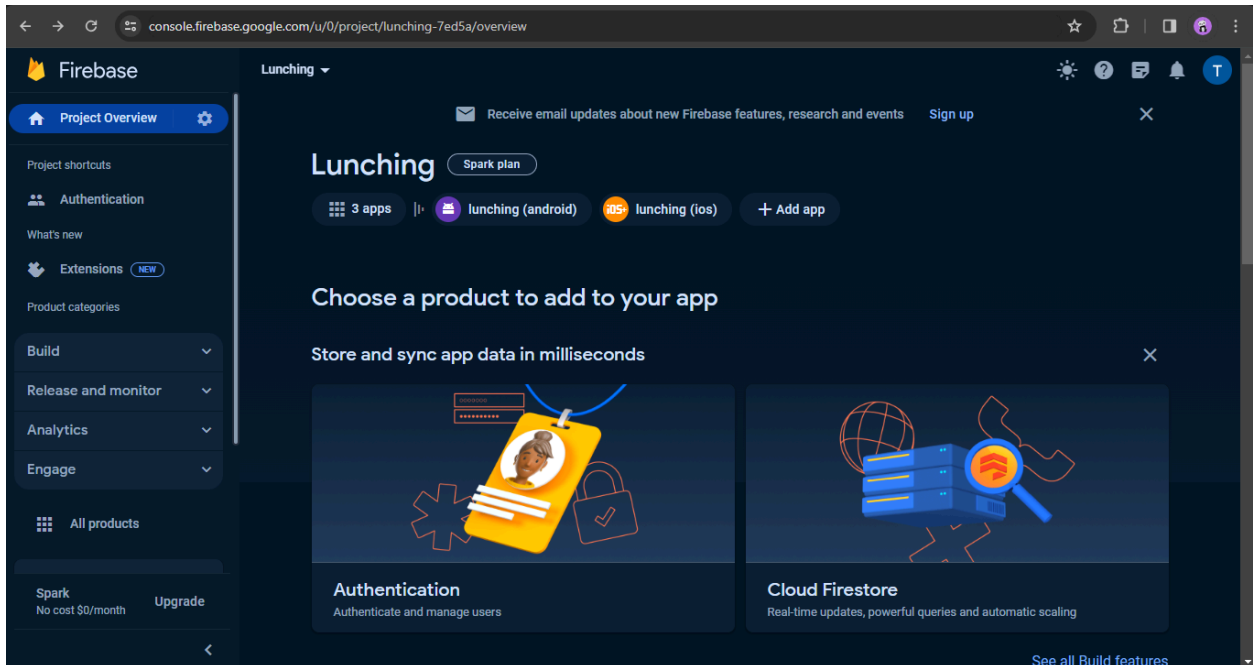 console.firebase.google.com/u/0/project/lunching-7ed5a/overview
Firebase
Lunching
T
Project Overview
Receive email updates about new Firebase features, research and events Sign up
Project shortcuts
Lunching Spark plan
Authentication
3 apps lunching (android) iOS+ lunching (ios) + Add app
What's new
Extensions NEW
Product categories
Choose a product to add to your app
Build
Store and sync app data in milliseconds
Release and monitor
Analytics
Engage
All products
Spark
No cost $0/month
Upgrade
Authentication
Authenticate and manage users
Cloud Firestore
Real-time updates, powerful queries and automatic scaling
See all Build features